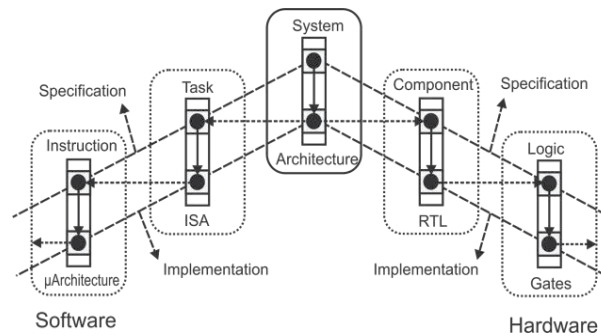 System
Task
Component
Specification
Specification
Instruction
Architecture
Logic
ISA
RTL
Implementation
Implementation
µArchitecture
Gates
Software
Hardware